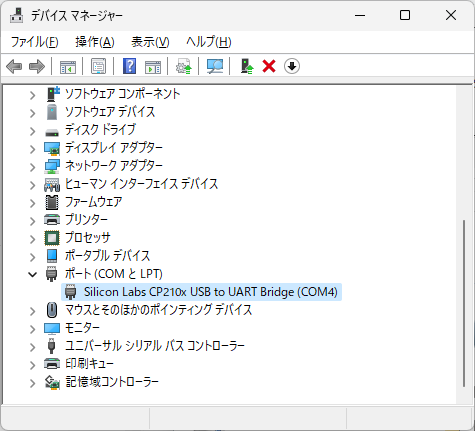 デバイス マネージャー
ファイル(F) 操作(A) 表示(V) ヘルプ(H)
ソフトウェア コンポーネント
ソフトウェア デバイス
ディスク ドライブ
ディスプレイ アダプター
ネットワーク アダプター
ヒューマン インターフェイス デバイス
ファームウェア
プリンター
プロセッサ
ポータブル デバイス
ポート (COM と LPT)
Silicon Labs CP210x USB to UART Bridge (COM4)
マウスとそのほかのポインティング デバイス
モニター
ユニバーサル シリアル バス コントローラー
印刷キュー
記憶域コントローラー